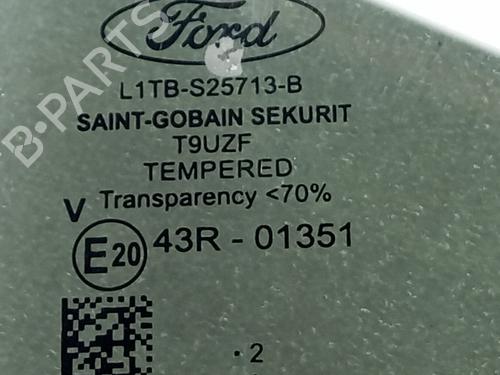 Ford
L1TB-S25713-B
SAINT-GOBAIN SEKURIT
T9UZF
TEMPERED
V Transparency <70%
E20 43R - 01351
. 2
B-PARTS